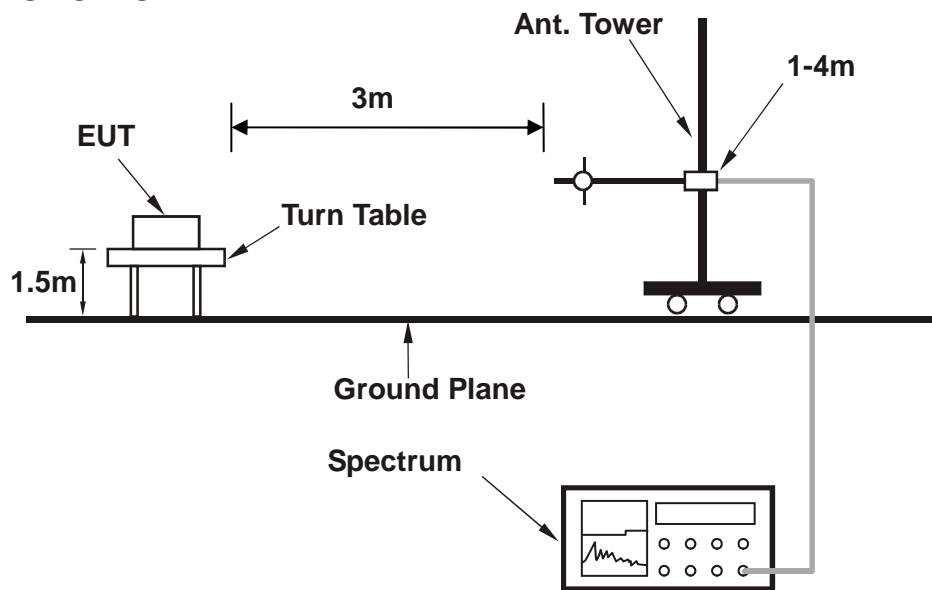 Ant. Tower
1-4m
3m
EUT
Turn Table
1.5m
Ground Plane
Spectrum